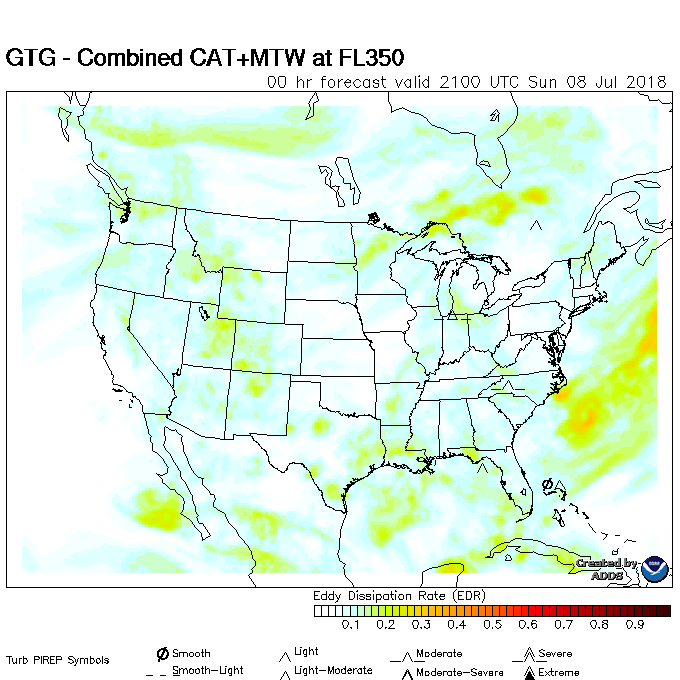 GTG - Combined CAT+MTW at FL350
00 hr forecast valid 2100 UTC Sun 08 Jul 2018
Created by
ADDS
Eddy Dissipation Rate (EDR)
0.1 0.2 0.3 0.4 0.5 0.6 0.7 0.8 0.9
Turb PIREP Symbols
Smooth Light Moderate Severe
Smooth-Light Light-Moderate Moderate-Severe Extreme